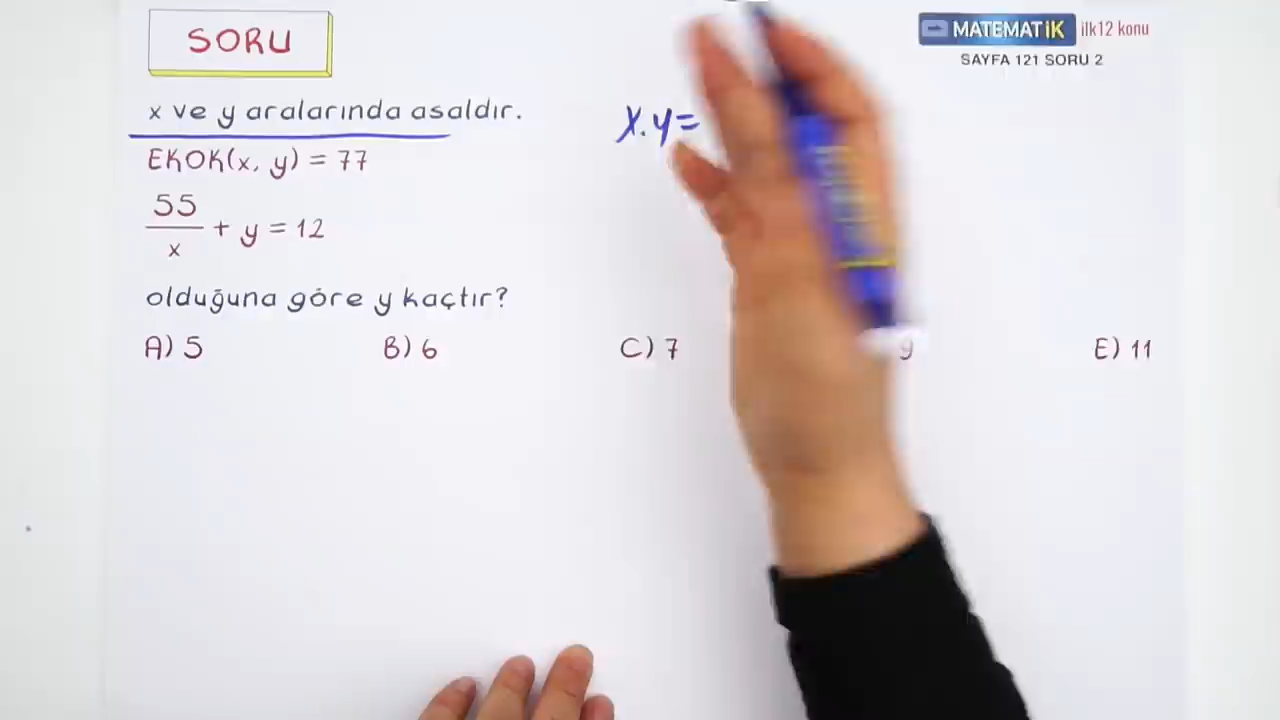 SORU
MATEMATİK ilk12 konu
SAYFA 121 SORU 2
x ve y aralarında asaldır.
x.y=
EKOK(x, y) = 77
55
x
+ y = 12
olduğuna göre y kaçtır?
A) 5 B) 6 C) 7 9 E) 11